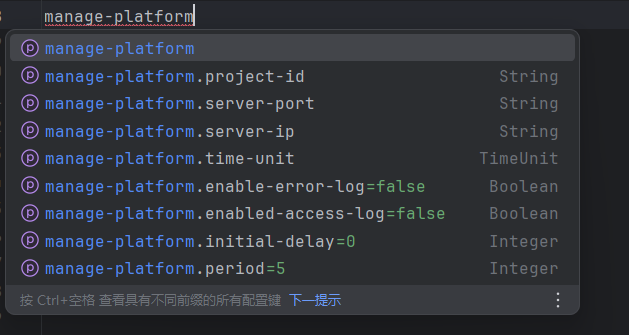 manage-platform
manage-platform
manage-platform.project-id String
manage-platform.server-port String
manage-platform.server-ip String
manage-platform.time-unit TimeUnit
manage-platform.enable-error-log=false Boolean
manage-platform.enabled-access-log=false Boolean
manage-platform.initial-delay=0 Integer
manage-platform.period=5 Integer
按 Ctrl+空格 查看具有不同前缀的所有配置键 下一提示